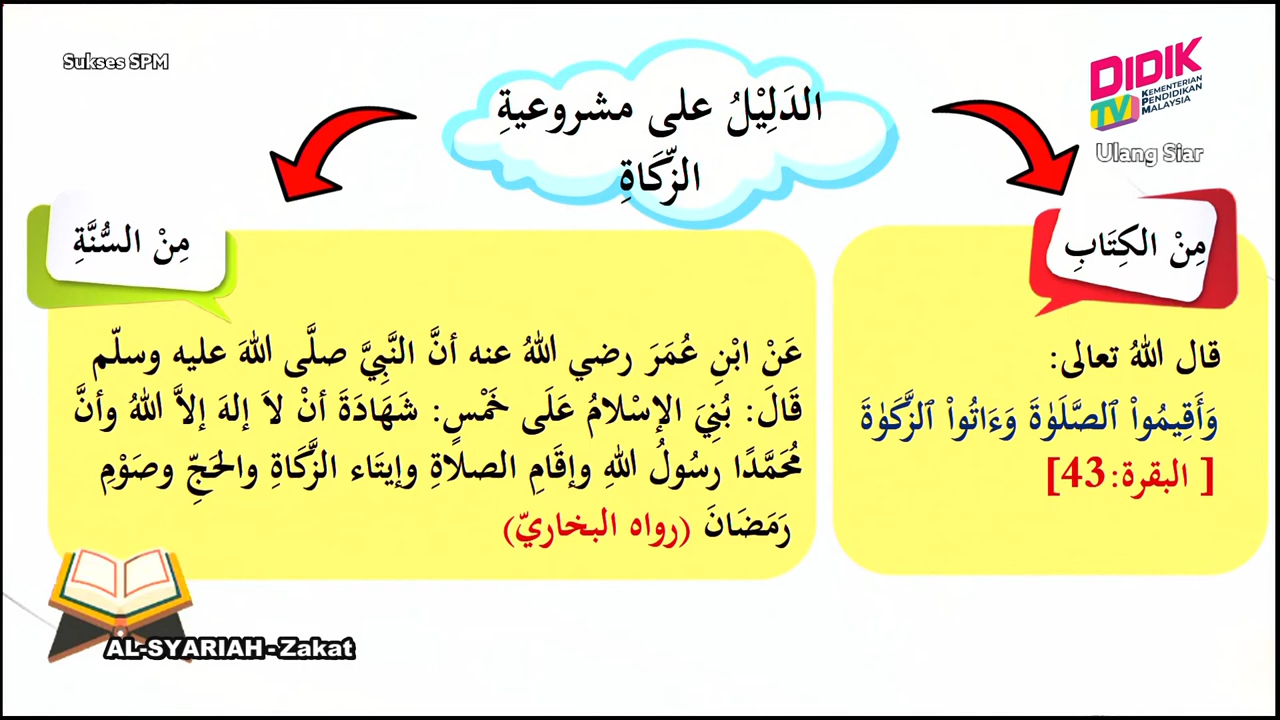 Sukses SPM
DIDIK
TV
KEMENTERIAN
PENDIDIKAN
MALAYSIA
Ulang Siar
الدَلِيْلُ على مشروعيةِ
الزّكَاةِ
مِنْ الكِتَابِ
قال اللهُ تعالى:
وَأَقِيمُوا۟ ٱلصَّلَوٰةَ وَءَاتُوا۟ ٱلزَّكَوٰةَ
[ البقرة:43]
مِنْ السُّنَّةِ
عَنْ ابْنِ عُمَرَ رضي اللهُ عنه أنَّ النَّبِيَّ صلَّى اللهَ عليه وسلّم
قَالَ: بُنِيَ الإسْلامُ عَلَى خَمْسٍ: شَهَادَةَ أنْ لاَ إلهَ إلاَّ اللهُ وأنَّ
مُحَمَّدًا رسُولُ اللهِ وإقَامِ الصلاَةِ وإيتَاء الزَّكَاةِ والحَجِّ وصَوْمِ
رَمَضَانَ (رواه البخاريّ)
AL-SYARIAH - Zakat